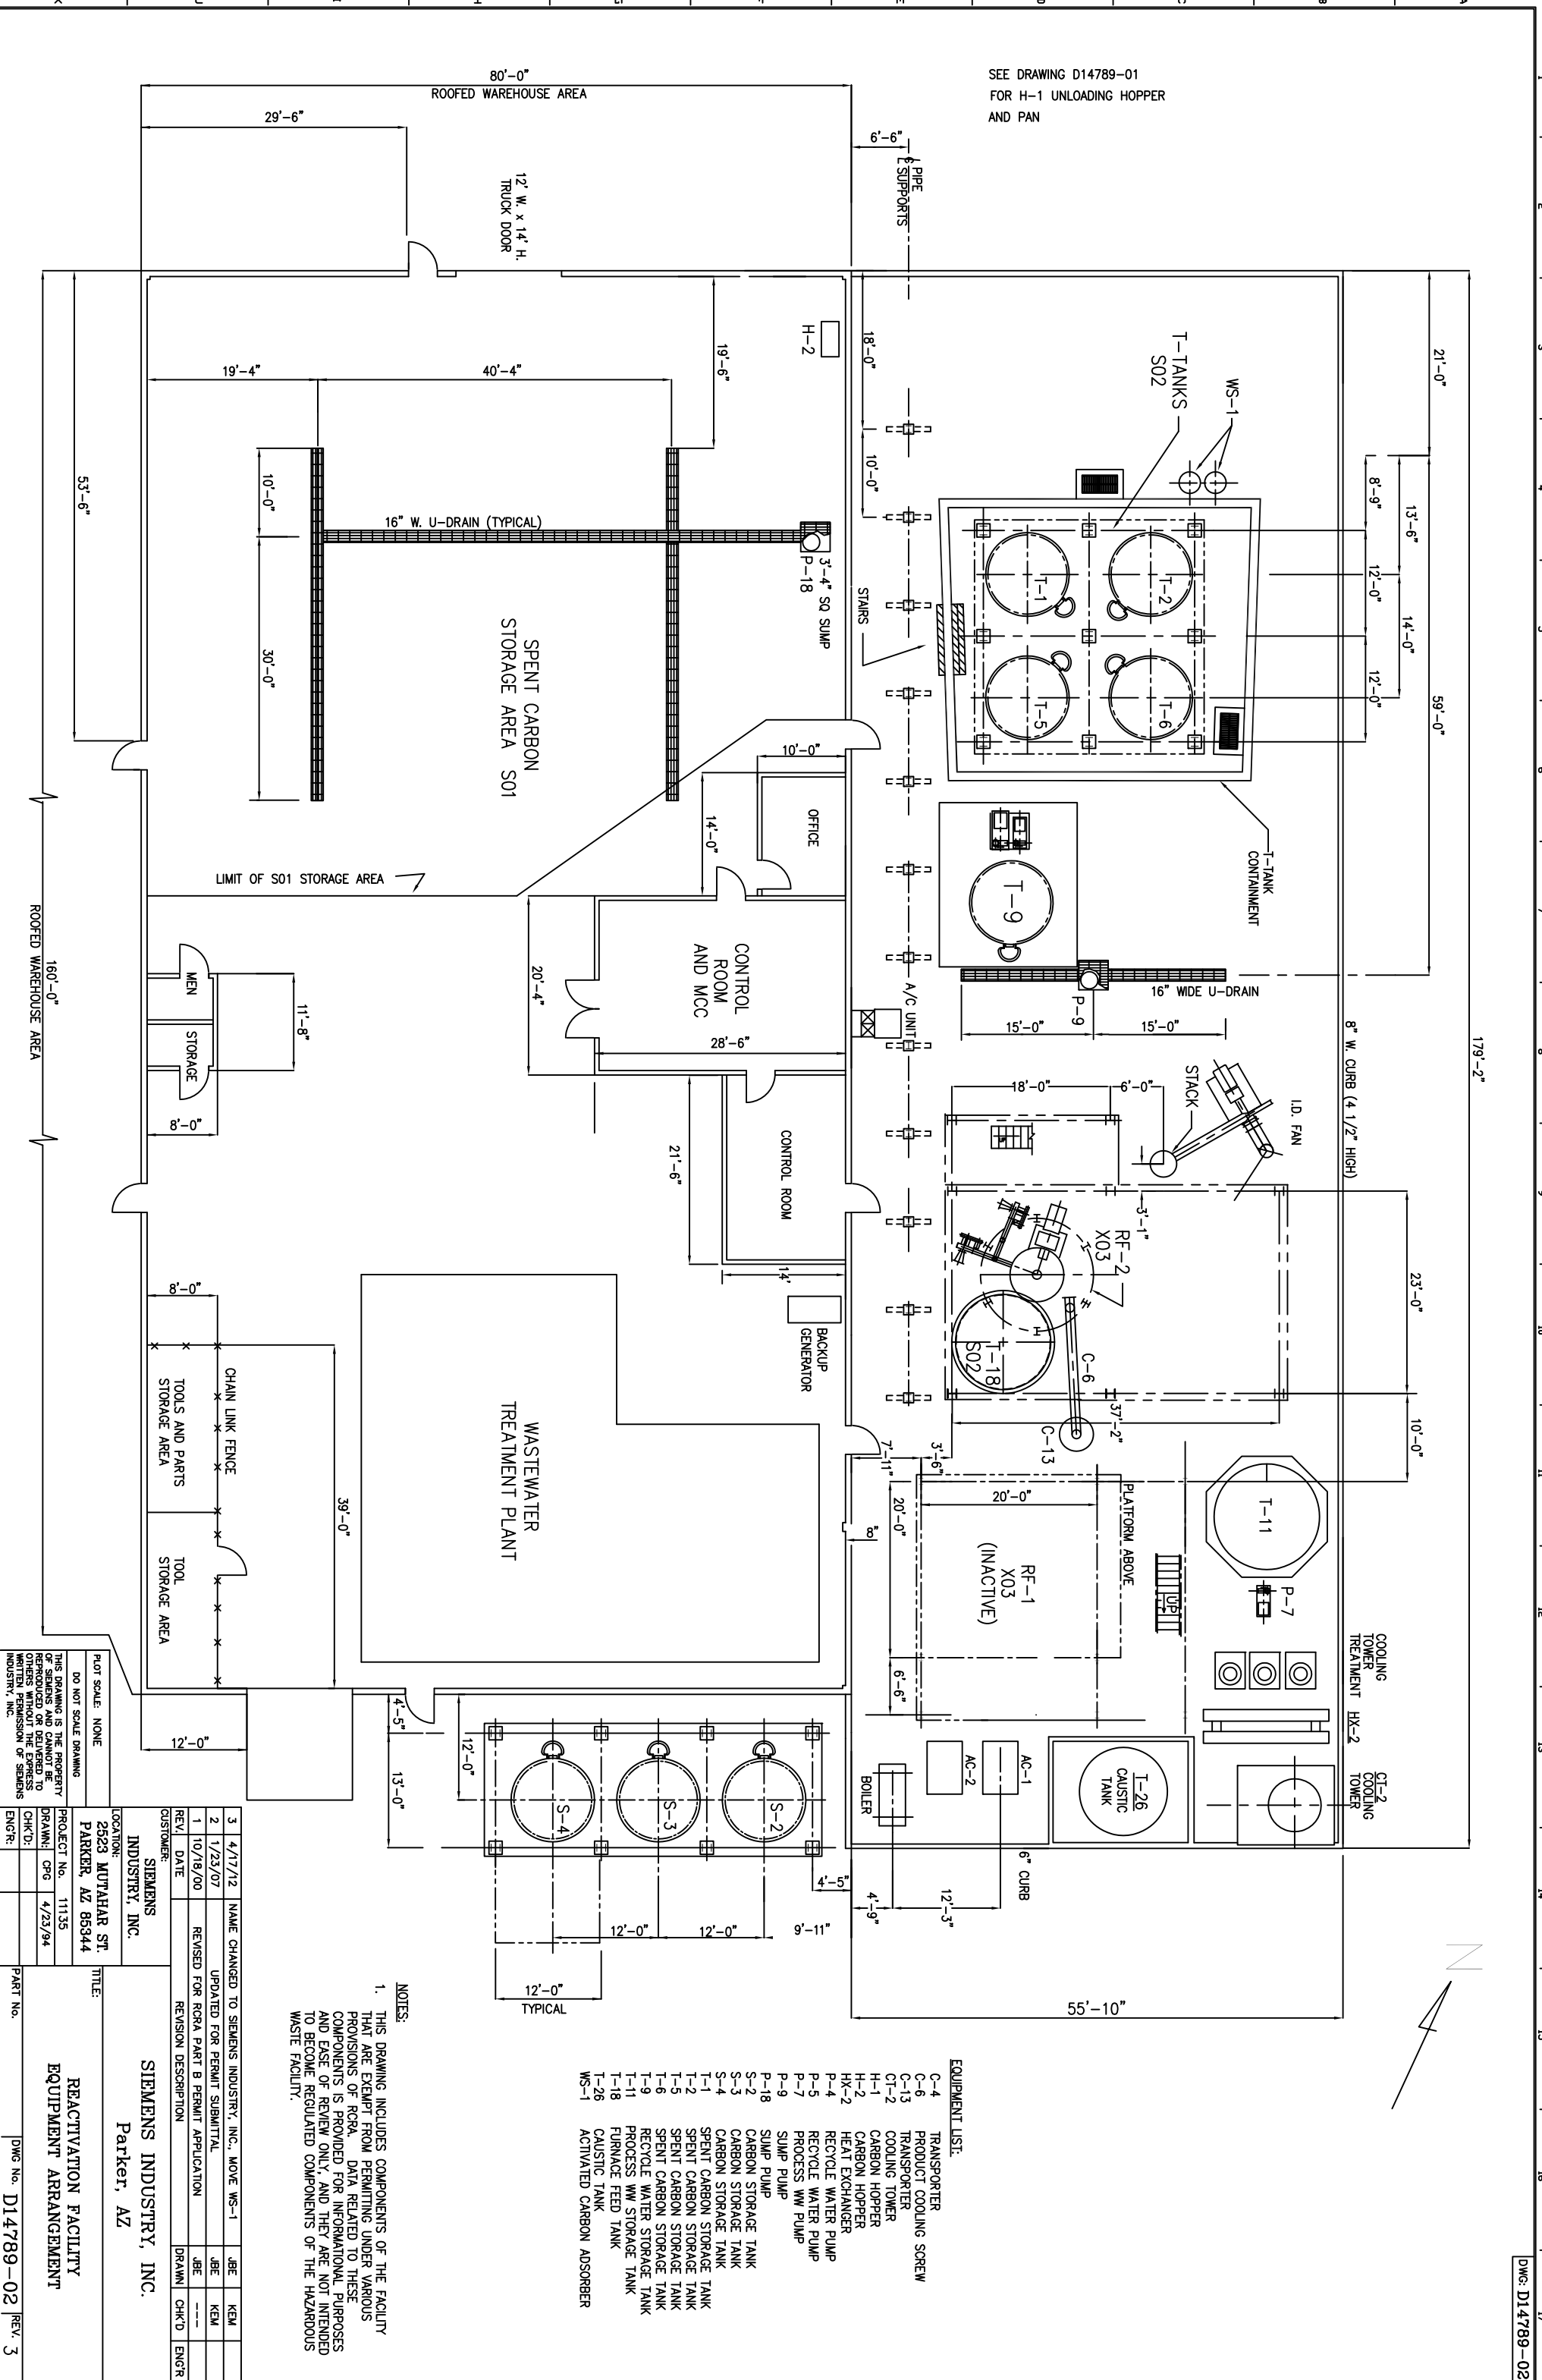 DWG: D14789-02
SEE DRAWING D14789-01
FOR H-1 UNLOADING HOPPER
AND PAN
80'-0"
ROOFED WAREHOUSE AREA
29'-6"
6'-6"
PIPE
SUPPORTS
12' W. x 14' H.
TRUCK DOOR
179'-2"
21'-0"
59'-0"
13'-6"
14'-0"
8'-9"
12'-0"
12'-0"
8" W. CURB (4 1/2" HIGH)
23'-0"
10'-0"
WS-1
T-TANKS
S02
T-2
T-6
T-1
T-5
T-TANK
CONTAINMENT
STAIRS
18'-0"
10'-0"
T-9
16" WIDE U-DRAIN
P-9
15'-0"
15'-0"
A/C UNIT
I.D. FAN
STACK
6'-0"
18'-0"
3'-1"
RF-2
X03
T-18
S02
C-6
C-13
37'-2"
7'-11"
3'-6"
20'-0"
20'-0"
PLATFORM ABOVE
RF-1
X03
(INACTIVE)
6'-6"
8"
T-11
P-7
UP
COOLING
TOWER
TREATMENT
HX-2
CT-2
COOLING
TOWER
T-26
CAUSTIC
TANK
AC-1
AC-2
BOILER
6" CURB
12'-3"
4'-9"
4'-5"
9'-11"
55'-10"
N
H-2
19'-6"
19'-4"
40'-4"
10'-0"
30'-0"
16" W. U-DRAIN (TYPICAL)
3'-4" SQ SUMP
P-18
SPENT CARBON
STORAGE AREA S01
LIMIT OF S01 STORAGE AREA
10'-0"
OFFICE
14'-0"
CONTROL
ROOM
AND MCC
20'-4"
28'-6"
CONTROL ROOM
21'-6"
14'
BACKUP
GENERATOR
WASTEWATER
TREATMENT PLANT
MEN
STORAGE
11'-8"
8'-0"
8'-0"
CHAIN LINK FENCE
TOOLS AND PARTS
STORAGE AREA
TOOL
STORAGE AREA
39'-0"
53'-6"
160'-0"
ROOFED WAREHOUSE AREA
12'-0"
4'-5"
12'-0"
13'-0"
S-2
S-3
S-4
12'-0"
12'-0"
12'-0"
TYPICAL
EQUIPMENT LIST:
C-4 TRANSPORTER
C-6 PRODUCT COOLING SCREW
C-13 TRANSPORTER
CT-2 COOLING TOWER
H-1 CARBON HOPPER
H-2 CARBON HOPPER
HX-2 HEAT EXCHANGER
P-4 RECYCLE WATER PUMP
P-5 RECYCLE WATER PUMP
P-7 PROCESS WW PUMP
P-9 SUMP PUMP
P-18 SUMP PUMP
S-2 CARBON STORAGE TANK
S-3 CARBON STORAGE TANK
S-4 CARBON STORAGE TANK
T-1 SPENT CARBON STORAGE TANK
T-2 SPENT CARBON STORAGE TANK
T-5 SPENT CARBON STORAGE TANK
T-6 SPENT CARBON STORAGE TANK
T-9 RECYCLE WATER STORAGE TANK
T-11 PROCESS WW STORAGE TANK
T-18 FURNACE FEED TANK
T-26 CAUSTIC TANK
WS-1 ACTIVATED CARBON ADSORBER
NOTES:
1. THIS DRAWING INCLUDES COMPONENTS OF THE FACILITY
THAT ARE EXEMPT FROM PERMITTING UNDER VARIOUS
PROVISIONS OF RCRA. DATA RELATED TO THESE
COMPONENTS IS PROVIDED FOR INFORMATIONAL PURPOSES
AND EASE OF REVIEW ONLY, AND THEY ARE NOT INTENDED
TO BECOME REGULATED COMPONENTS OF THE HAZARDOUS
WASTE FACILITY.
PLOT SCALE: NONE
DO NOT SCALE DRAWING
THIS DRAWING IS THE PROPERTY
OF SIEMENS AND CANNOT BE
REPRODUCED OR DELIVERED TO
OTHERS WITHOUT THE EXPRESS
WRITTEN PERMISSION OF SIEMENS
INDUSTRY, INC.
3 4/17/12 NAME CHANGED TO SIEMENS INDUSTRY, INC., MOVE WS-1 JBE KEM
2 1/23/07 UPDATED FOR PERMIT SUBMITTAL JBE KEM
1 10/18/00 REVISED FOR RCRA PART B PERMIT APPLICATION JBE ---
REV. DATE REVISION DESCRIPTION DRAWN CHK'D ENG'R
CUSTOMER:
SIEMENS
INDUSTRY, INC.
LOCATION:
2523 MUTAHAR ST.
PARKER, AZ 85344
PROJECT No. 11135
DRAWN: CPG 4/23/94
CHK'D:
ENG'R:
SIEMENS INDUSTRY, INC.
Parker, AZ
TITLE:
REACTIVATION FACILITY
EQUIPMENT ARRANGEMENT
PART No.
DWG No. D14789-02
REV. 3